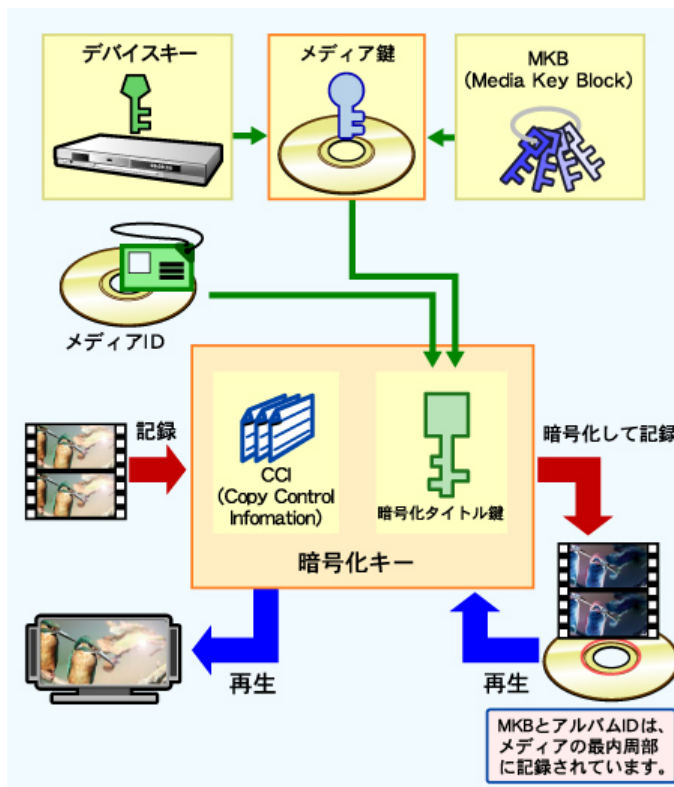 デバイスキー
メディア鍵
MKB
(Media Key Block)
メディアID
記録
CCI
(Copy Control
Infomation)
暗号化タイトル鍵
暗号化して記録
暗号化キー
再生
再生
MKBとアルバムIDは、
メディアの最内周部
に記録されています。